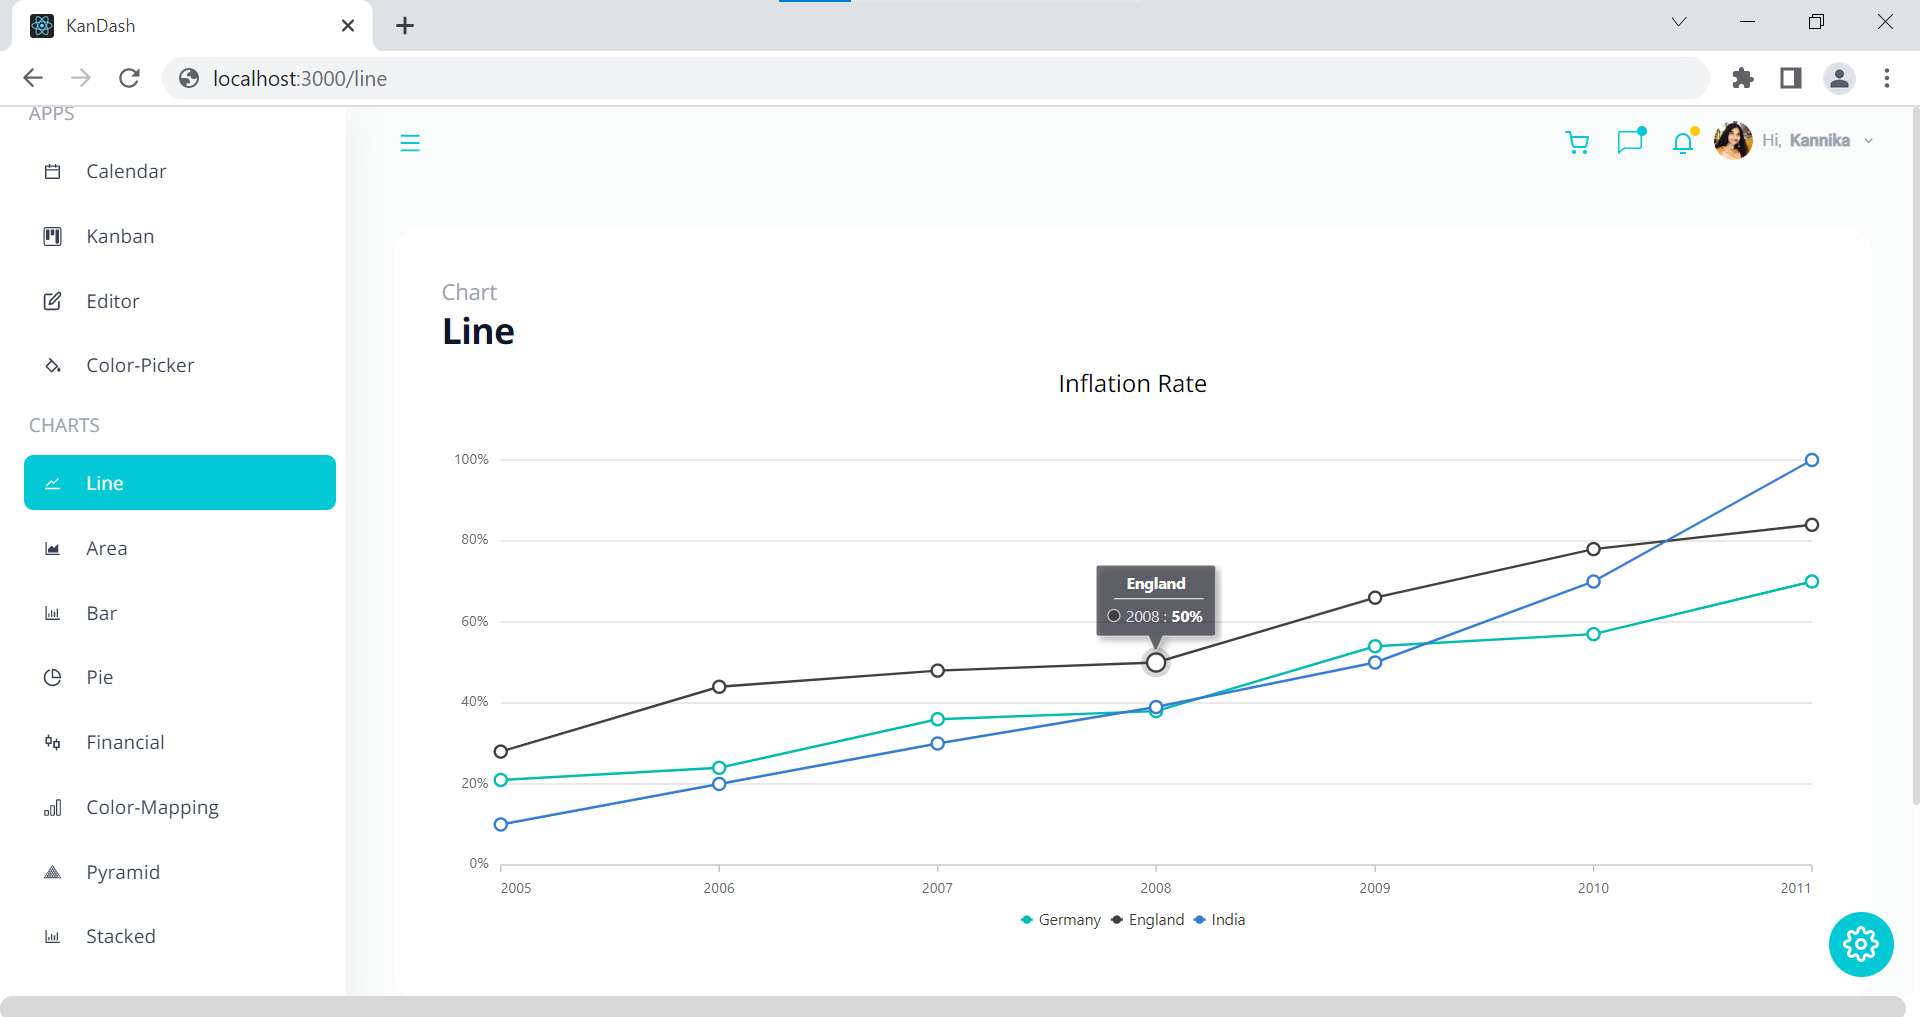 KanDash
localhost:3000/line
APPS
Calendar
Kanban
Editor
Color-Picker
CHARTS
Line
Area
Bar
Pie
Financial
Color-Mapping
Pyramid
Stacked
Hi, Kannika
Chart
Line
Inflation Rate
100%
80%
60%
40%
20%
0%
England
2008 : 50%
2005 2006 2007 2008 2009 2010 2011
Germany England India